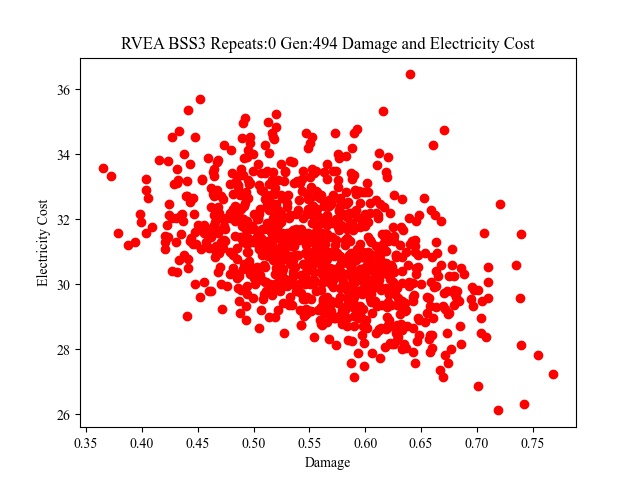 RVEA BSS3 Repeats:0 Gen:494 Damage and Electricity Cost
36
34
32
30
28
26
Electricity Cost
0.35 0.40 0.45 0.50 0.55 0.60 0.65 0.70 0.75
Damage